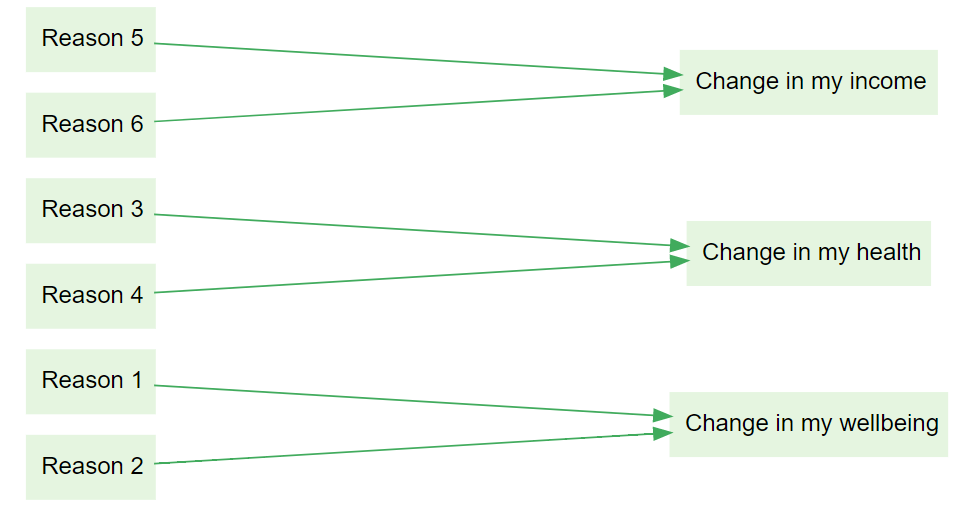 Reason 5
Change in my income
Reason 6
Reason 3
Change in my health
Reason 4
Reason 1
Change in my wellbeing
Reason 2